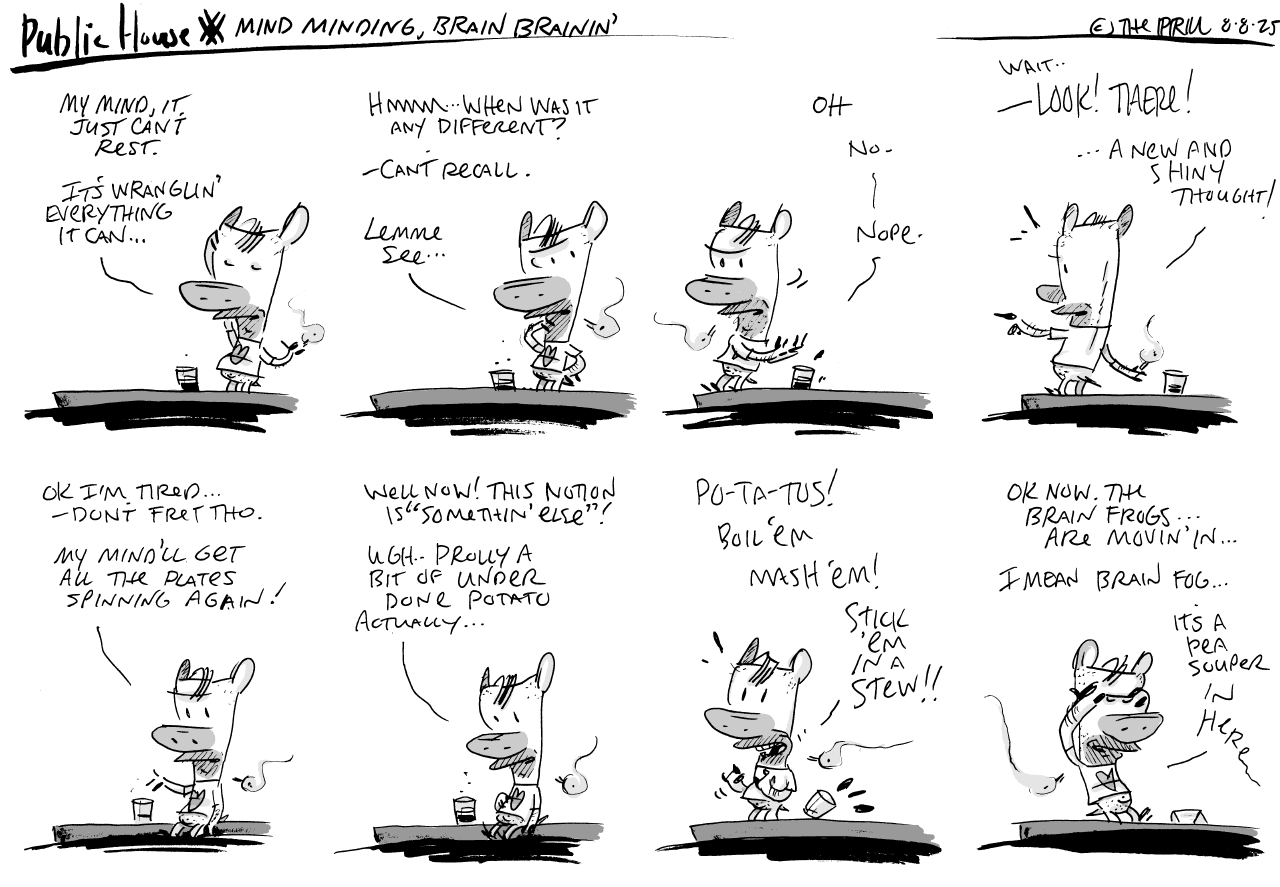 Public House MIND MINDING, BRAIN BRAININ'
© THE PIRILL 8·8·25
MY MIND, IT
JUST CAN'T
REST.
IT'S WRANGLIN'
EVERYTHING
IT CAN...
HMMM... WHEN WAS IT
ANY DIFFERENT?
-CAN'T RECALL.
LEMME
SEE...
OH
NO-
NOPE.
WAIT..
-LOOK! THERE!
...A NEW AND
SHINY
THOUGHT!
OK I'M TIRED...
-DON'T FRET THO.
MY MIND'LL GET
ALL THE PLATES
SPINNING AGAIN!
WELL NOW! THIS NOTION
IS "SOMETHIN' ELSE"!
UGH.. PROLLY A
BIT OF UNDER
DONE POTATO
ACTUALLY...
PO-TA-TUS!
BOIL 'EM
MASH 'EM!
STICK
'EM
IN A
STEW!!
OK NOW. THE
BRAIN FROGS...
ARE MOVIN' IN...
I MEAN BRAIN FOG...
IT'S A
PEA
SOUPER
IN
HERE